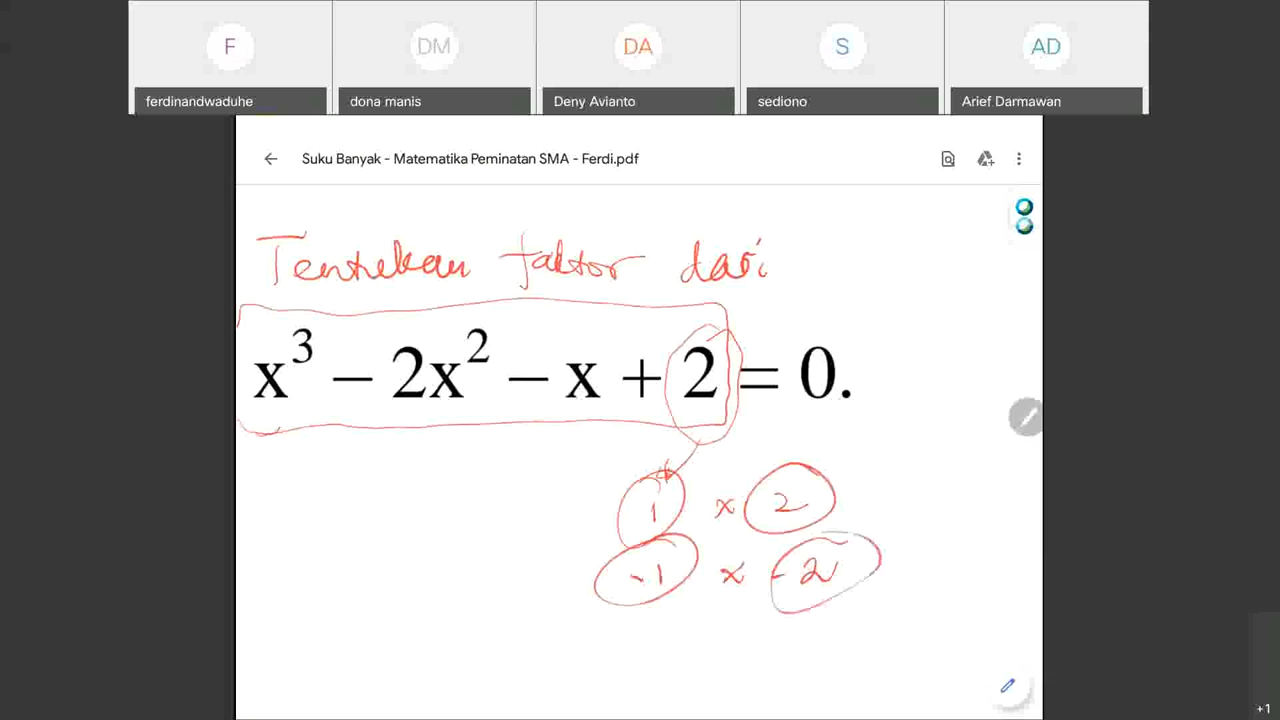 F DM DA S AD
ferdinandwaduhe dona manis Deny Avianto sediono Arief Darmawan
Suku Banyak - Matematika Peminatan SMA - Ferdi.pdf
Tentukan faktor dari
x³ – 2x² – x + 2 = 0.
1 x 2
-1 x -2
+1